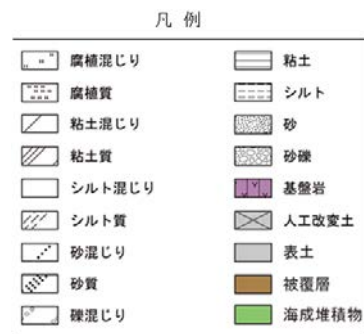 凡例
腐植混じり
腐植質
粘土混じり
粘土質
シルト混じり
シルト質
砂混じり
砂質
礫混じり
粘土
シルト
砂
砂礫
基盤岩
人工改変土
表土
被覆層
海成堆積物